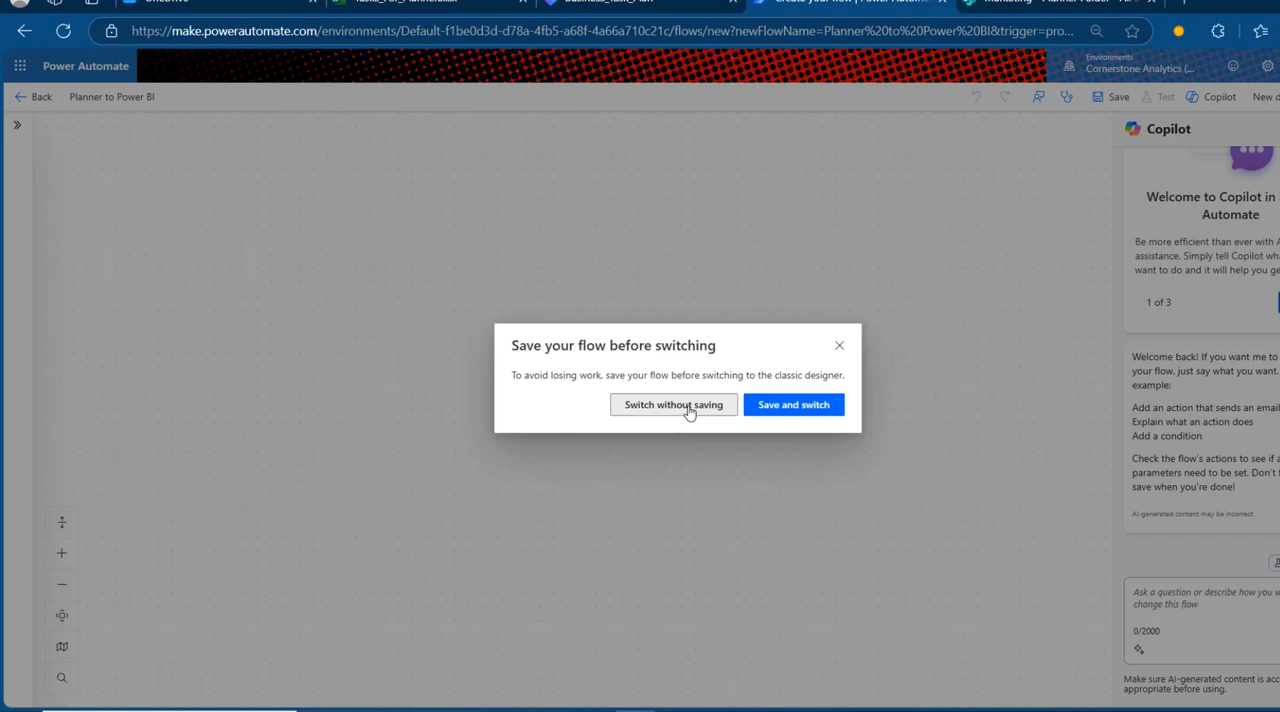 OneDrive
https://make.powerautomate.com/environments/Default-f1be0d3d-d78a-4fb5-a68f-4a66a710c21c/flows/new?newFlowName=Planner%20to%20Power%20BI&trigger=pro...
Power Automate
Environments
Cornerstone Analytics (...
Back
Planner to Power BI
Save
Test
Copilot
New d
Copilot
Welcome to Copilot in
Automate
Be more efficient than ever with A
assistance. Simply tell Copilot wha
want to do and it will help you ge
1 of 3
Save your flow before switching
To avoid losing work, save your flow before switching to the classic designer.
Switch without saving
Save and switch
Welcome back! If you want me to
your flow, just say what you want.
example:
Add an action that sends an email
Explain what an action does
Add a condition
Check the flow's actions to see if a
parameters need to be set. Don't f
save when you're done!
AI-generated content may be incorrect
Ask a question or describe how you w
change this flow
0/2000
Make sure AI-generated content is acc
appropriate before using.